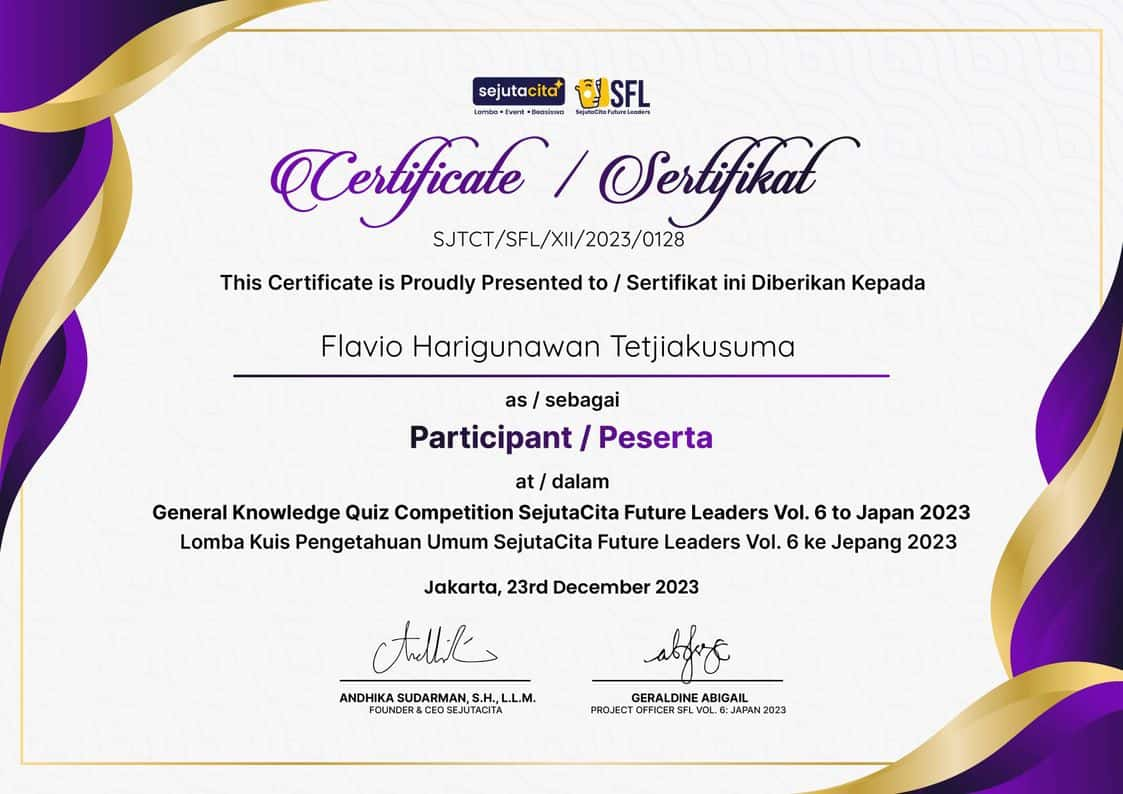 sejutacita
Lomba • Event • Beasiswa
SFL
SejutaCita Future Leaders
Certificate / Sertifikat
SJTCT/SFL/XII/2023/0128
This Certificate is Proudly Presented to / Sertifikat ini Diberikan Kepada
Flavio Harigunawan Tetjiakusuma
as / sebagai
Participant / Peserta
at / dalam
General Knowledge Quiz Competition SejutaCita Future Leaders Vol. 6 to Japan 2023
Lomba Kuis Pengetahuan Umum SejutaCita Future Leaders Vol. 6 ke Jepang 2023
Jakarta, 23rd December 2023
ANDHIKA SUDARMAN, S.H., L.L.M.
FOUNDER & CEO SEJUTACITA
GERALDINE ABIGAIL
PROJECT OFFICER SFL VOL. 6: JAPAN 2023